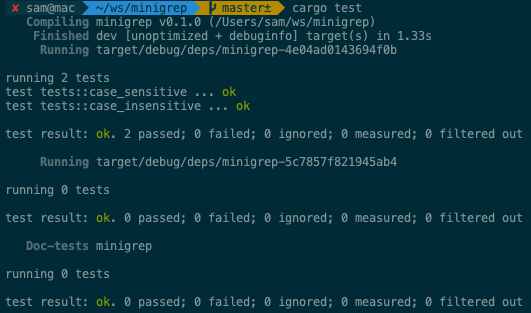 ✘ sam@mac ~/ws/minigrep master± cargo test
Compiling minigrep v0.1.0 (/Users/sam/ws/minigrep)
Finished dev [unoptimized + debuginfo] target(s) in 1.33s
Running target/debug/deps/minigrep-4e04ad0143694f0b
running 2 tests
test tests::case_sensitive ... ok
test tests::case_insensitive ... ok
test result: ok. 2 passed; 0 failed; 0 ignored; 0 measured; 0 filtered out
Running target/debug/deps/minigrep-5c7857f821945ab4
running 0 tests
test result: ok. 0 passed; 0 failed; 0 ignored; 0 measured; 0 filtered out
Doc-tests minigrep
running 0 tests
test result: ok. 0 passed; 0 failed; 0 ignored; 0 measured; 0 filtered out